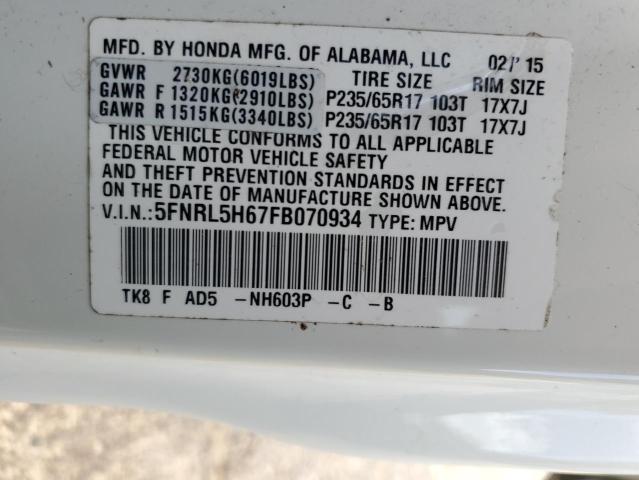 MFD. BY HONDA MFG. OF ALABAMA, LLC 02/'15
GVWR 2730KG(6019LBS) TIRE SIZE RIM SIZE
GAWR F 1320KG(2910LBS) P235/65R17 103T 17X7J
GAWR R 1515KG(3340LBS) P235/65R17 103T 17X7J
THIS VEHICLE CONFORMS TO ALL APPLICABLE
FEDERAL MOTOR VEHICLE SAFETY
AND THEFT PREVENTION STANDARDS IN EFFECT
ON THE DATE OF MANUFACTURE SHOWN ABOVE.
V.I.N.:5FNRL5H67FB070934 TYPE: MPV
TK8 F AD5 -NH603P -C -B